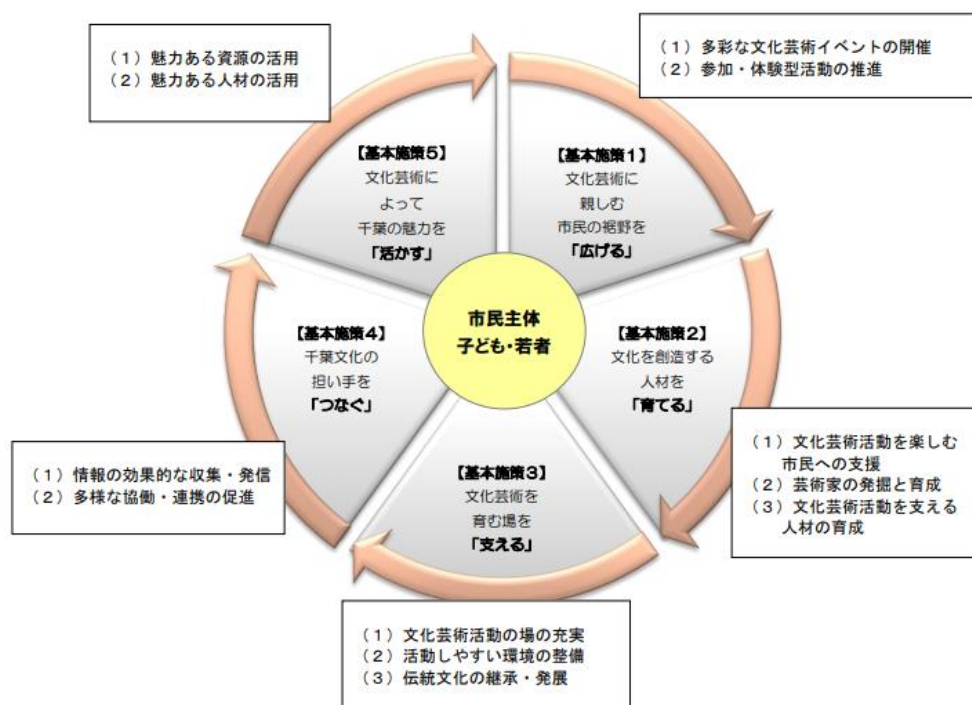 （１）魅力ある資源の活用
（２）魅力ある人材の活用
（１）多彩な文化芸術イベントの開催
（２）参加・体験型活動の推進
【基本施策５】
文化芸術に
よって
千葉の魅力を
「活かす」
【基本施策１】
文化芸術に
親しむ
市民の裾野を
「広げる」
市民主体
子ども・若者
【基本施策４】
千葉文化の
担い手を
「つなぐ」
【基本施策２】
文化を創造する
人材を
「育てる」
（１）情報の効果的な収集・発信
（２）多様な協働・連携の促進
【基本施策３】
文化芸術を
育む場を
「支える」
（１）文化芸術活動を楽しむ
市民への支援
（２）芸術家の発掘と育成
（３）文化芸術活動を支える
人材の育成
（１）文化芸術活動の場の充実
（２）活動しやすい環境の整備
（３）伝統文化の継承・発展